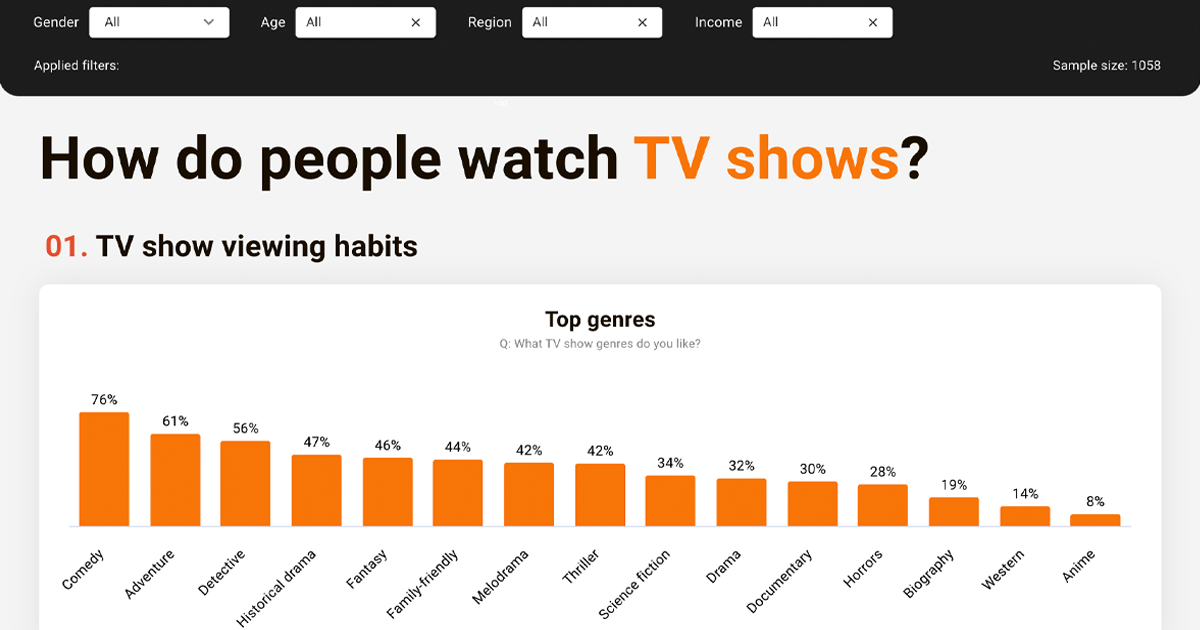 Gender All Age All Region All Income All
Applied filters: Sample size: 1058
How do people watch TV shows?
01. TV show viewing habits
Top genres
Q: What TV show genres do you like?
76% 61% 56% 47% 46% 44% 42% 42% 34% 32% 30% 28% 19% 14% 8%
Comedy Adventure Detective Historical drama Fantasy Family-friendly Melodrama Thriller Science fiction Drama Documentary Horrors Biography Western Anime